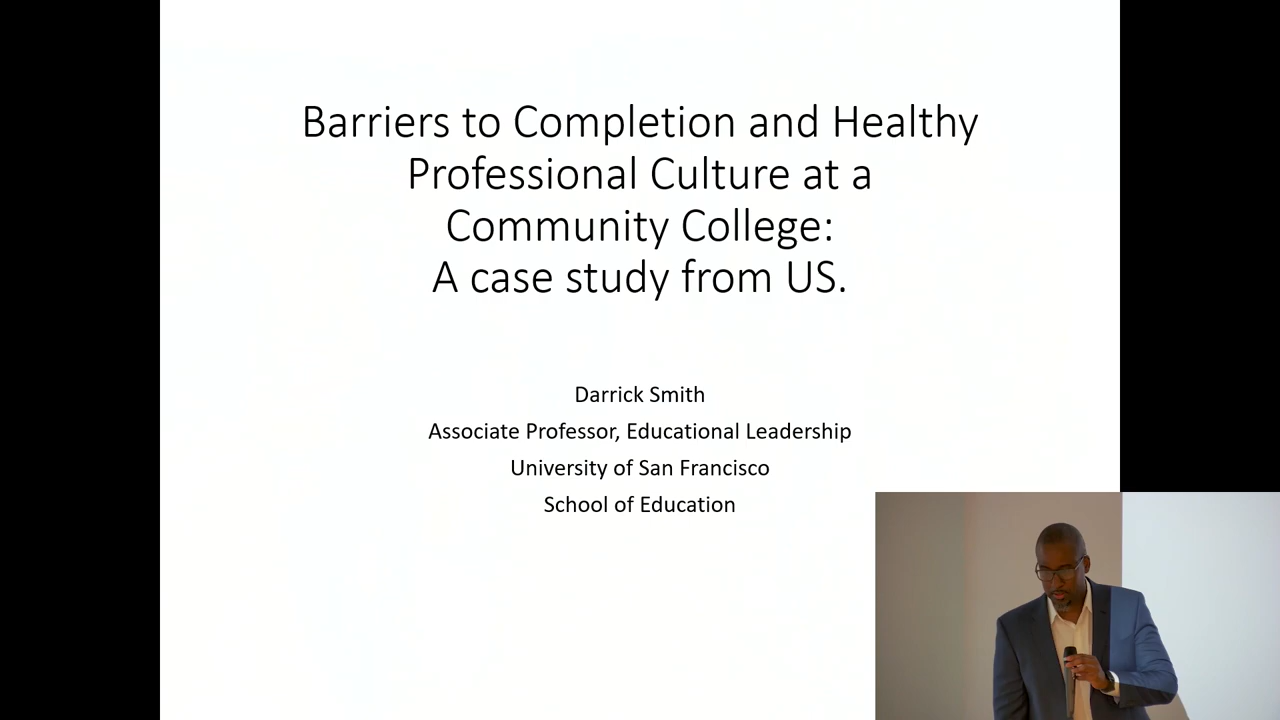 Barriers to Completion and Healthy
Professional Culture at a
Community College:
A case study from US.
Darrick Smith
Associate Professor, Educational Leadership
University of San Francisco
School of Education